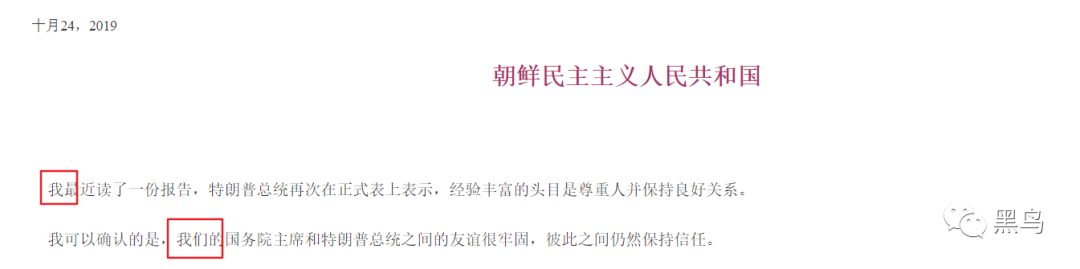 十月24，2019
朝鲜民主主义人民共和国
我最近读了一份报告，特朗普总统再次在正式表上表示，经验丰富的头目是尊重人并保持良好关系。
我可以确认的是，我们的国务院主席和特朗普总统之间的友谊很牢固，彼此之间仍然保持信任。
黑鸟